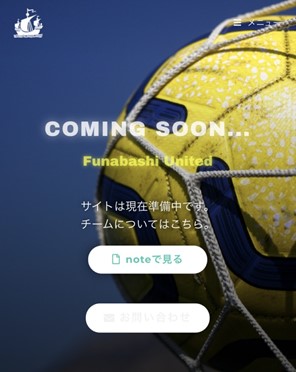 メニュー
COMING SOON...
Funabashi United
サイトは現在準備中です。
チームについてはこちら。
noteで見る
お問い合わせ